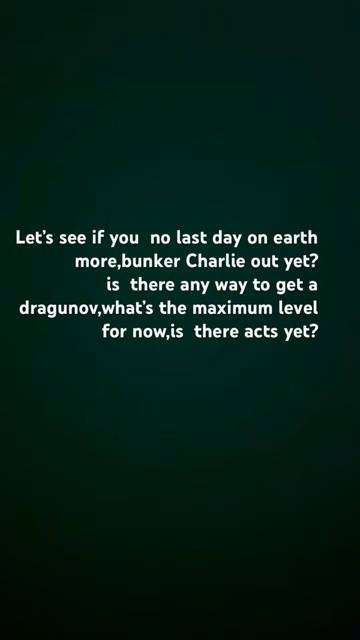 Let's see if you  no last day on earth
more,bunker Charlie out yet?
is  there any way to get a
dragunov,what's the maximum level
for now,is  there acts yet?